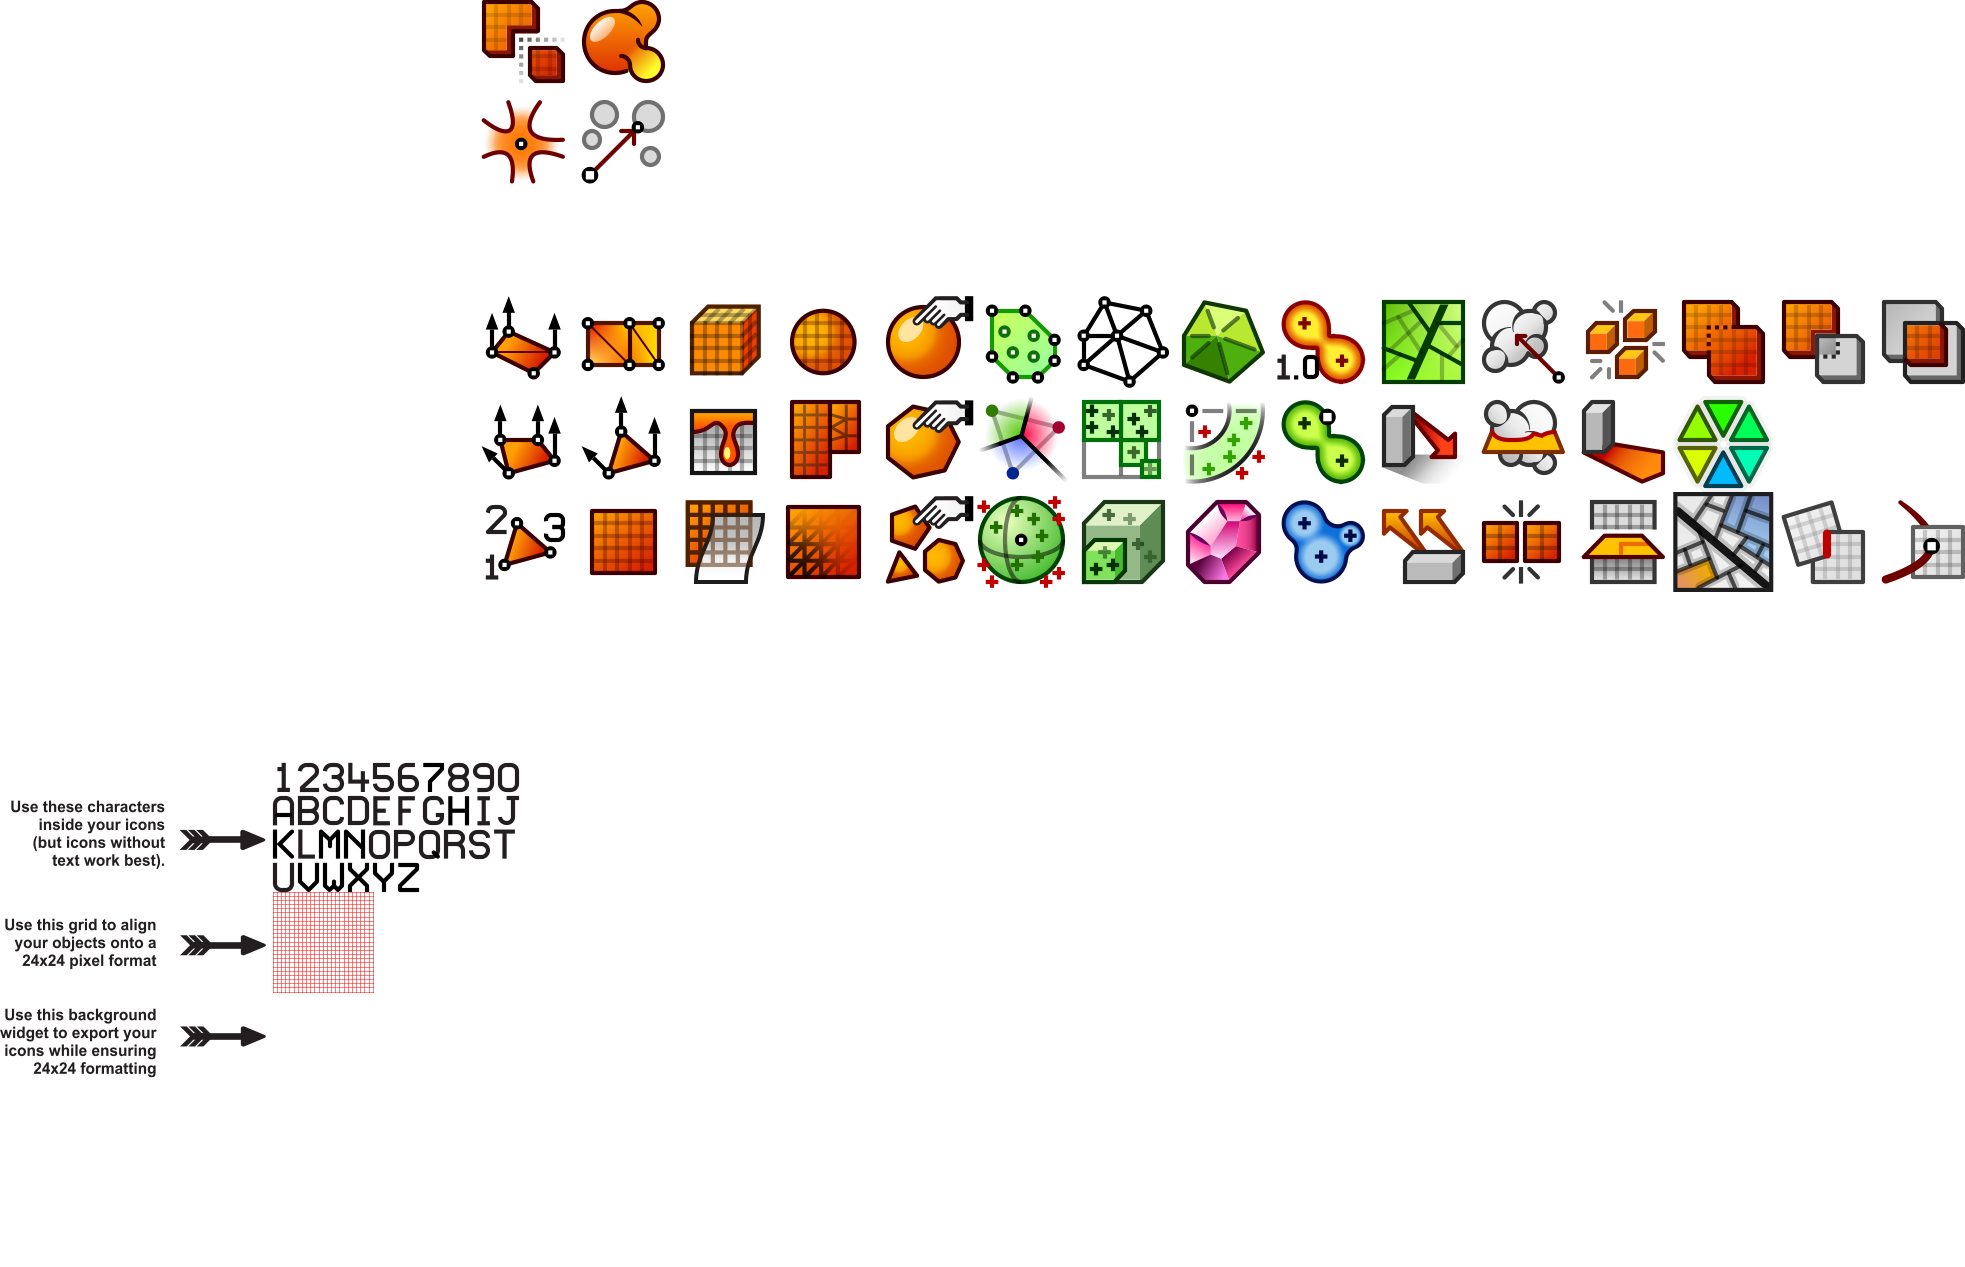 1.0
2
3
1
1234567890
ABCDEFGHIJ
KLMNOPQRST
UVWXYZ
Use these characters
inside your icons
(but icons without
text work best).
Use this grid to align
your objects onto a
24x24 pixel format
Use this background
widget to export your
icons while ensuring
24x24 formatting